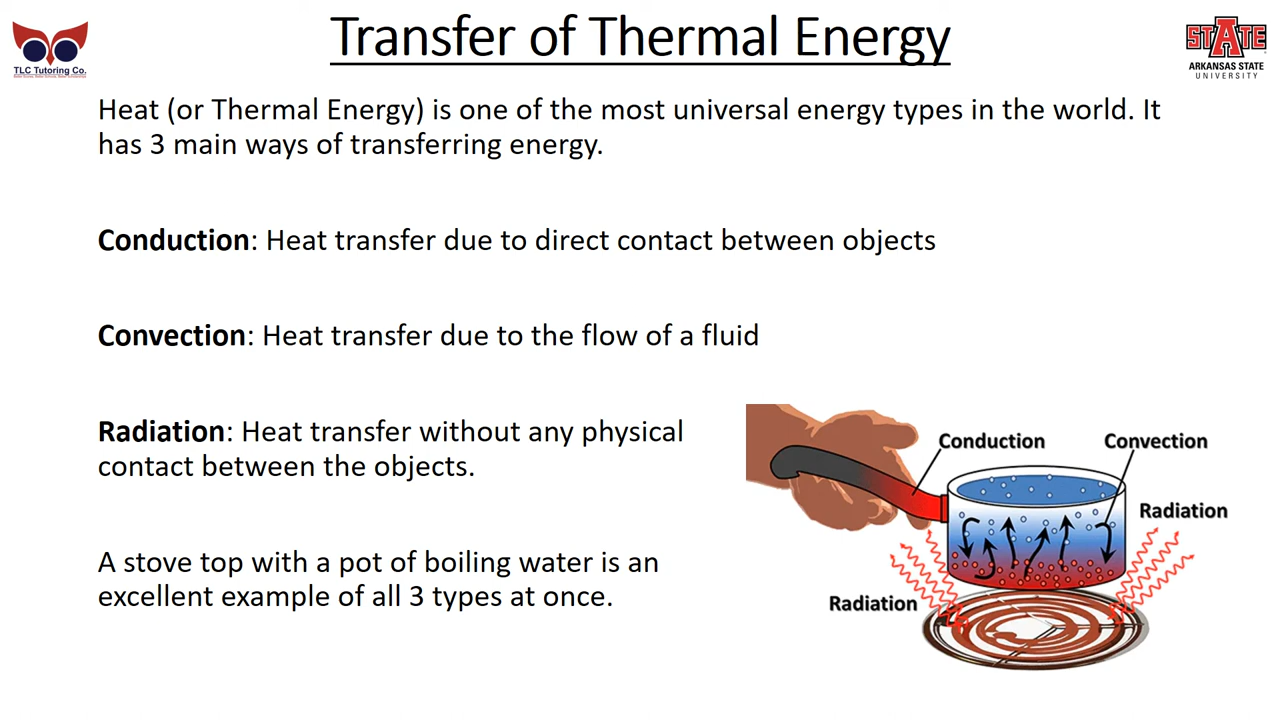 Transfer of Thermal Energy
TLC Tutoring Co.
STATE
ARKANSAS STATE
UNIVERSITY
Heat (or Thermal Energy) is one of the most universal energy types in the world. It
has 3 main ways of transferring energy.
Conduction: Heat transfer due to direct contact between objects
Convection: Heat transfer due to the flow of a fluid
Radiation: Heat transfer without any physical
contact between the objects.
A stove top with a pot of boiling water is an
excellent example of all 3 types at once.
Conduction
Convection
Radiation
Radiation